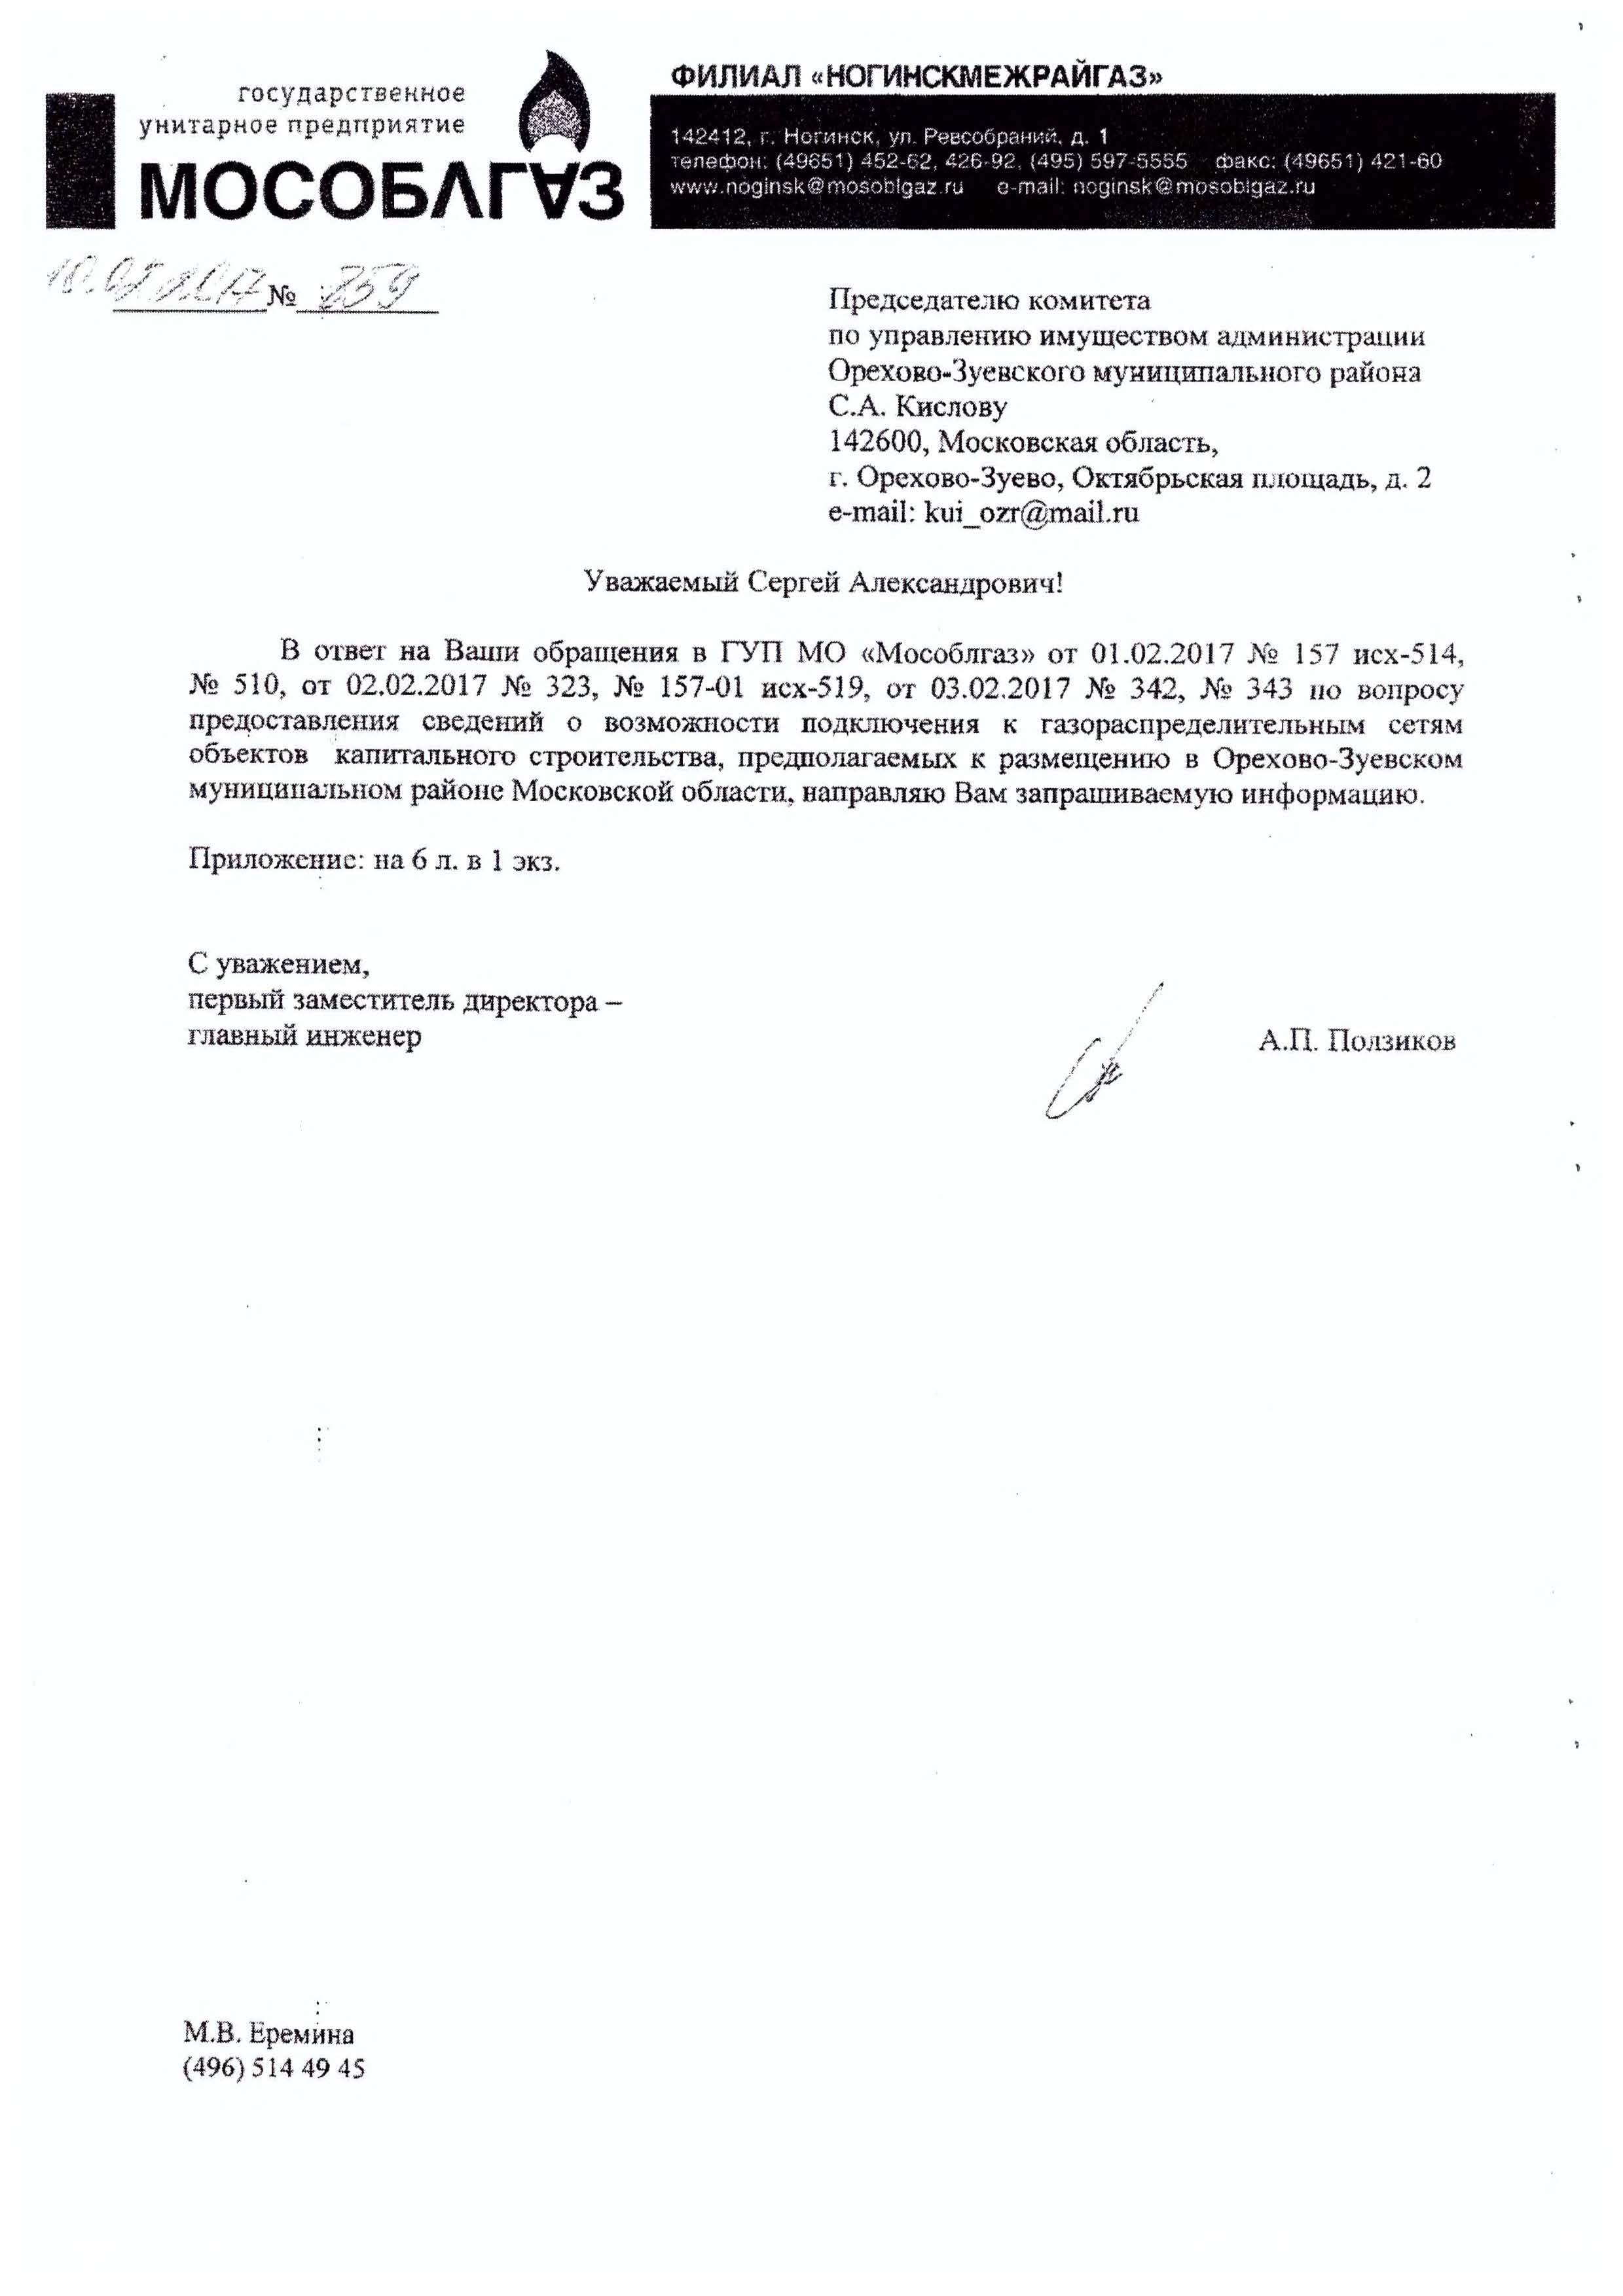 государственное
унитарное предприятие
МОСОБЛГАЗ
ФИЛИАЛ «НОГИНСКМЕЖРАЙГАЗ»
142412, г. Ногинск, ул. Ревсобраний, д. 1
телефон: (49651) 452-62, 426-92, (495) 597-5555 факс: (49651) 421-60
www.noginsk@mosoblgaz.ru e-mail: noginsk@mosoblgaz.ru
№
Председателю комитета
по управлению имуществом администрации
Орехово-Зуевского муниципального района
С.А. Кислову
142600, Московская область,
г. Орехово-Зуево, Октябрьская площадь, д. 2
e-mail: kui_ozr@mail.ru
Уважаемый Сергей Александрович!
В ответ на Ваши обращения в ГУП МО «Мособлгаз» от 01.02.2017 № 157 исх-514,
№ 510, от 02.02.2017 № 323, № 157-01 исх-519, от 03.02.2017 № 342, № 343 по вопросу
предоставления сведений о возможности подключения к газораспределительным сетям
объектов капитального строительства, предполагаемых к размещению в Орехово-Зуевском
муниципальном районе Московской области, направляю Вам запрашиваемую информацию.
Приложение: на 6 л. в 1 экз.
С уважением,
первый заместитель директора –
главный инженер
А.П. Ползиков
М.В. Еремина
(496) 514 49 45